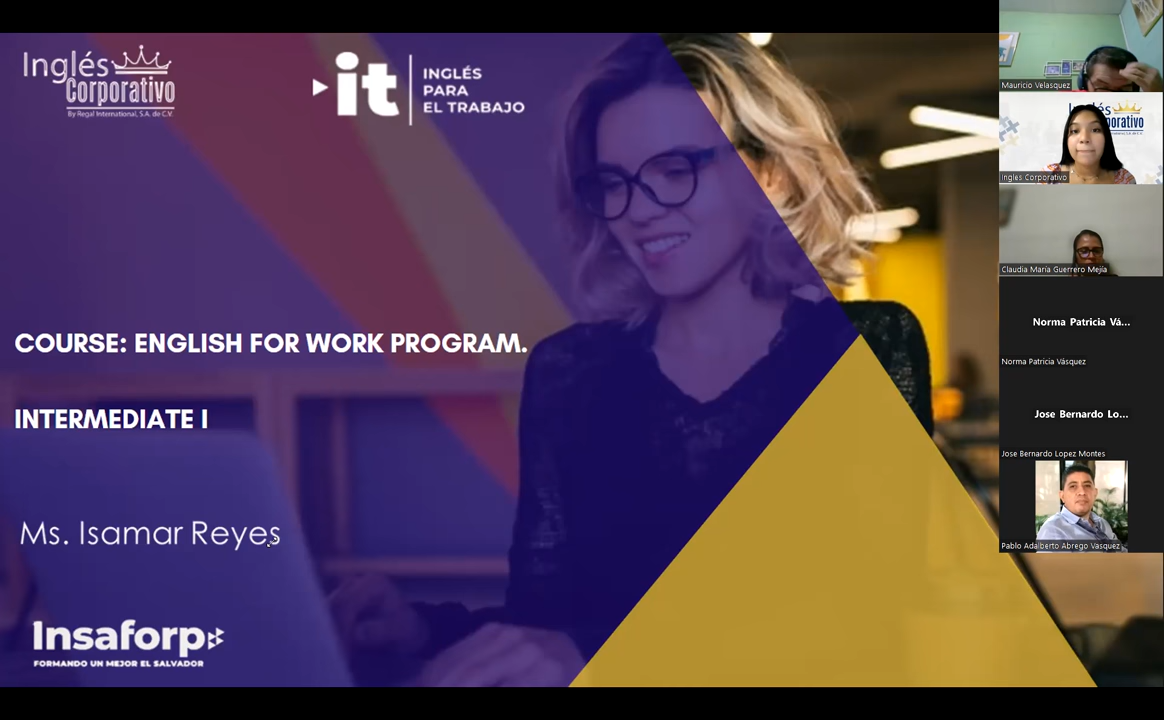 Inglés
Corporativo
By Regal International, S.A. de C.V.
it
INGLÉS
PARA
EL TRABAJO
COURSE: ENGLISH FOR WORK PROGRAM.
INTERMEDIATE I
Ms. Isamar Reyes
Insaforp
FORMANDO UN MEJOR EL SALVADOR
Mauricio Velasquez
Ingles Corporativo
Claudia María Guerrero Mejía
Norma Patricia Vá...
Norma Patricia Vásquez
Jose Bernardo Lo...
Jose Bernardo Lopez Montes
Pablo Adalberto Abrego Vasquez